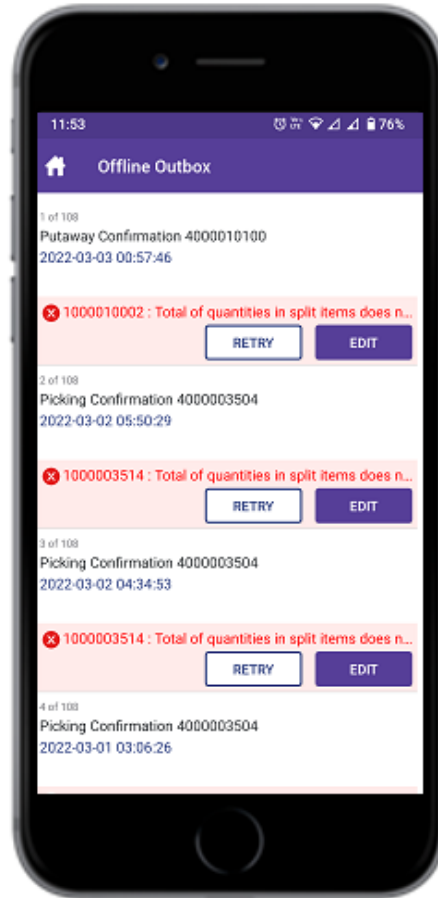 11:53 76%
Offline Outbox
1 of 108
Putaway Confirmation 4000010100
2022-03-03 00:57:46
1000010002 : Total of quantities in split items does n...
RETRY EDIT
2 of 108
Picking Confirmation 4000003504
2022-03-02 05:50:29
1000003514 : Total of quantities in split items does n...
RETRY EDIT
3 of 108
Picking Confirmation 4000003504
2022-03-02 04:34:53
1000003514 : Total of quantities in split items does n...
RETRY EDIT
4 of 108
Picking Confirmation 4000003504
2022-03-01 03:06:26